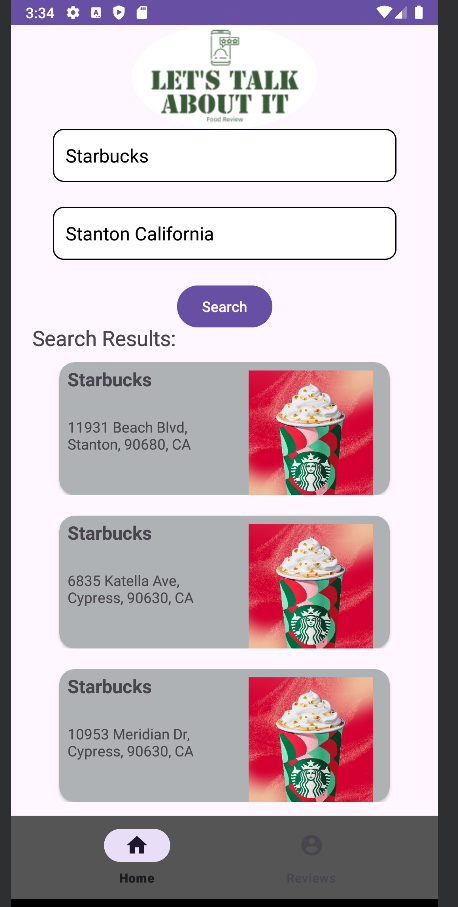 3:34
LET'S TALK
ABOUT IT
Food Review
Starbucks
Stanton California
Search
Search Results:
Starbucks
11931 Beach Blvd,
Stanton, 90680, CA
Starbucks
6835 Katella Ave,
Cypress, 90630, CA
Starbucks
10953 Meridian Dr,
Cypress, 90630, CA
Home
Reviews